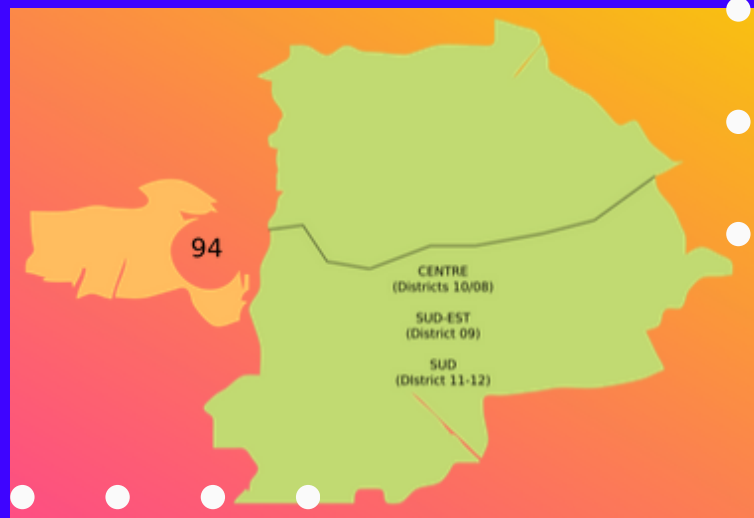 94
CENTRE
(Districts 10/08)
SUD-EST
(District 09)
SUD
(District 11-12)